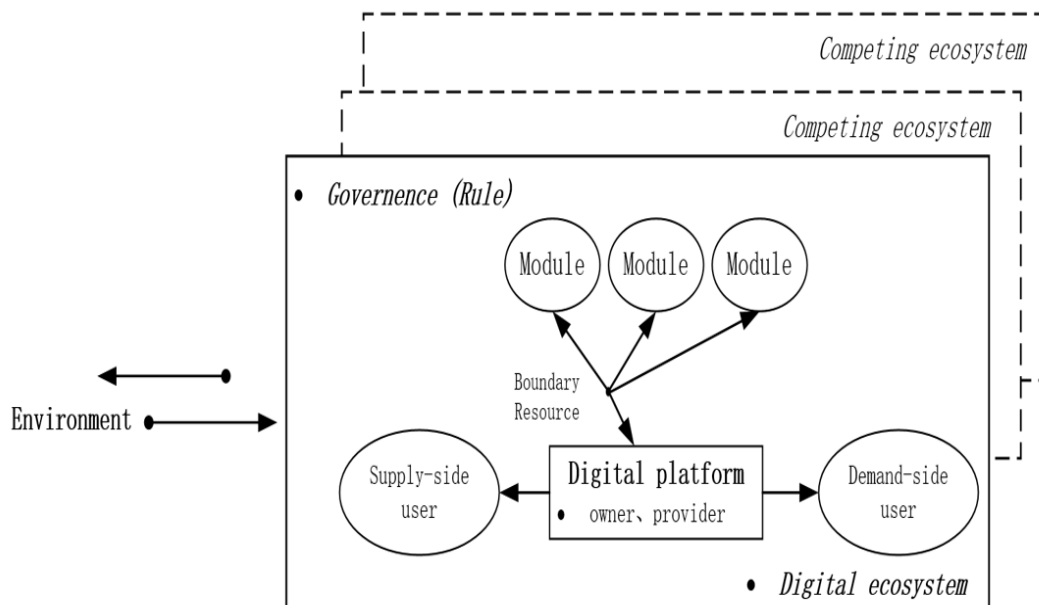 Competing ecosystem
Competing ecosystem
• Governence (Rule)
Module
Module
Module
Boundary
Resource
Environment
Supply-side
user
Digital platform
• owner、provider
Demand-side
user
• Digital ecosystem